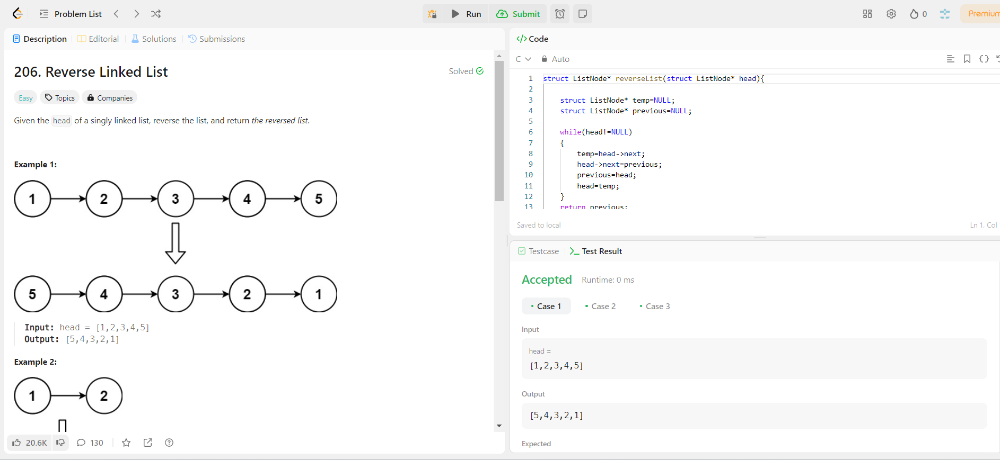 Problem List
Run
Submit
0
Premium
Description
Editorial
Solutions
Submissions
206. Reverse Linked List
Solved
Easy
Topics
Companies
Given the head of a singly linked list, reverse the list, and return the reversed list.
Example 1:
1 2 3 4 5
5 4 3 2 1
Input: head = [1,2,3,4,5]
Output: [5,4,3,2,1]
Example 2:
1 2
20.6K
130
</> Code
C
Auto
1 struct ListNode* reverseList(struct ListNode* head){
2
3 struct ListNode* temp=NULL;
4 struct ListNode* previous=NULL;
5
6 while(head!=NULL)
7 {
8 temp=head->next;
9 head->next=previous;
10 previous=head;
11 head=temp;
12 }
13 return previous;
Saved to local
Ln 1, Col
Testcase
Test Result
Accepted
Runtime: 0 ms
• Case 1
• Case 2
• Case 3
Input
head =
[1,2,3,4,5]
Output
[5,4,3,2,1]
Expected